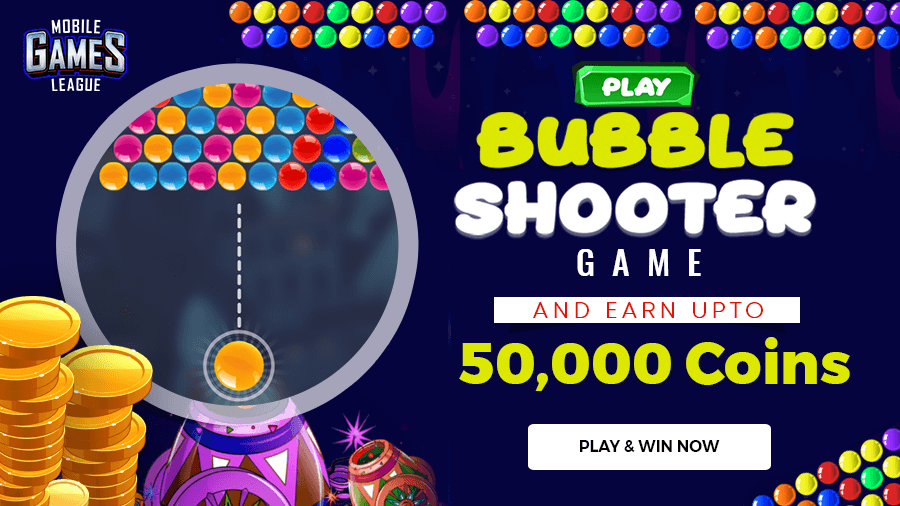 MOBILE
GAMES
LEAGUE
PLAY
BUBBLE
SHOOTER
GAME
AND EARN UPTO
50,000 Coins
PLAY & WIN NOW